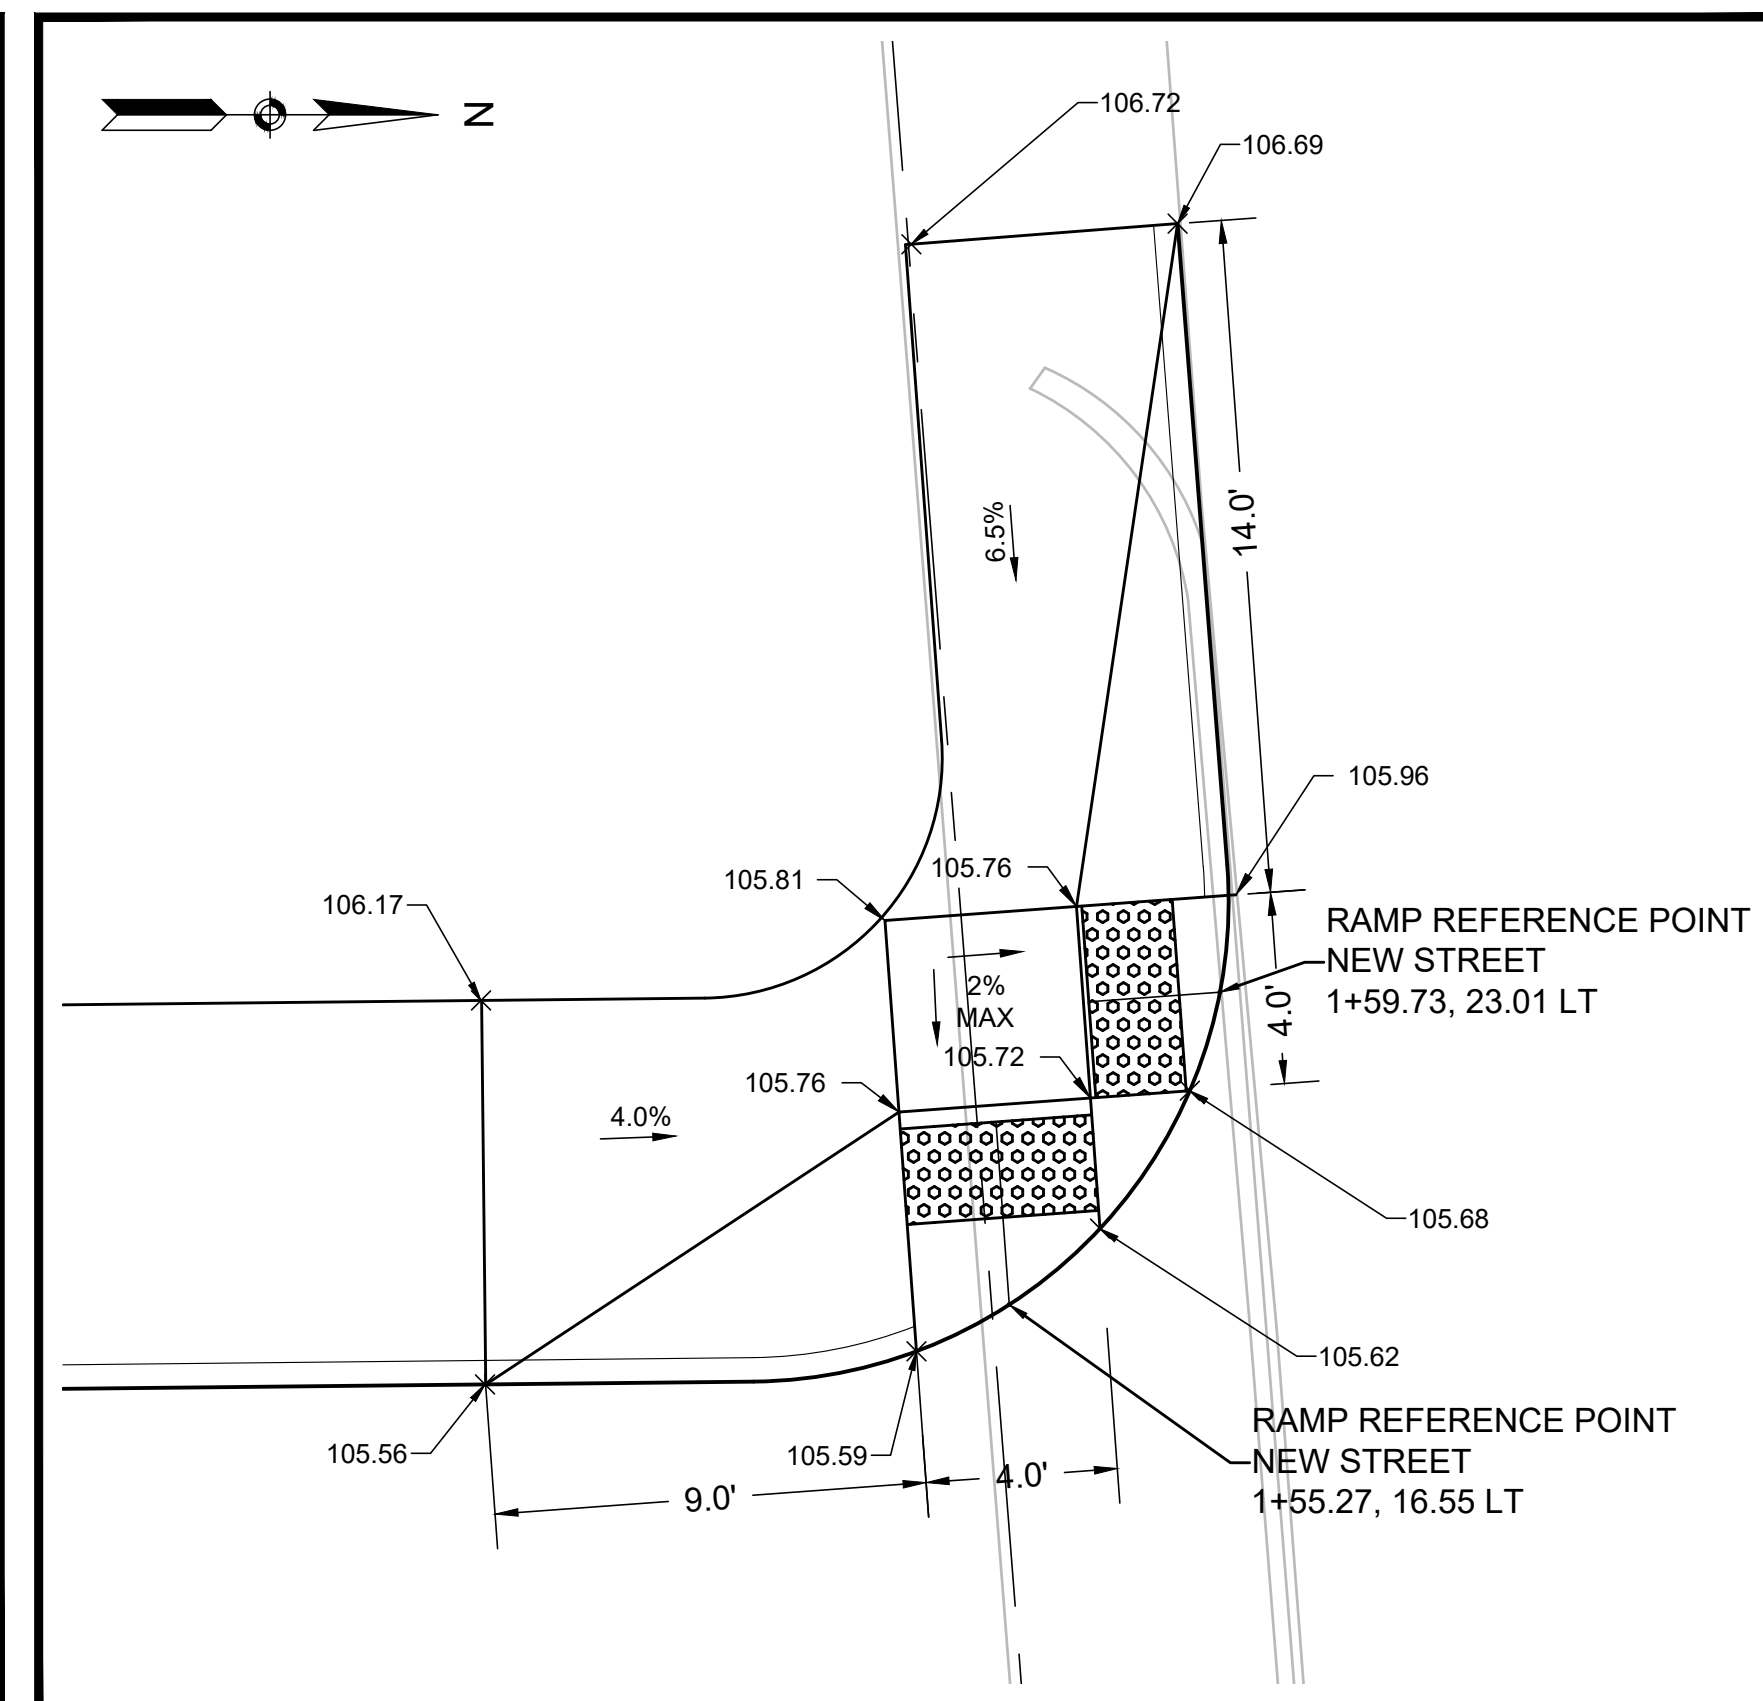 N
106.72
106.69
14.0'
6.5%
105.96
105.76
105.81
106.17
RAMP REFERENCE POINT
NEW STREET
1+59.73, 23.01 LT
2%
MAX
4.0'
105.72
105.76
4.0%
105.68
105.62
RAMP REFERENCE POINT
NEW STREET
1+55.27, 16.55 LT
105.56
105.59
9.0'
4.0'